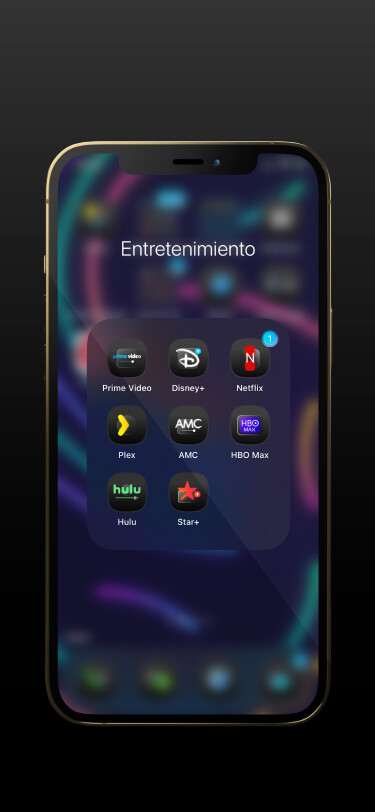 Entretenimiento
1
prime video
N
Prime Video
Disney+
Netflix
AMC
HBO
MAX
Plex
AMC
HBO Max
hulu
Hulu
Star+